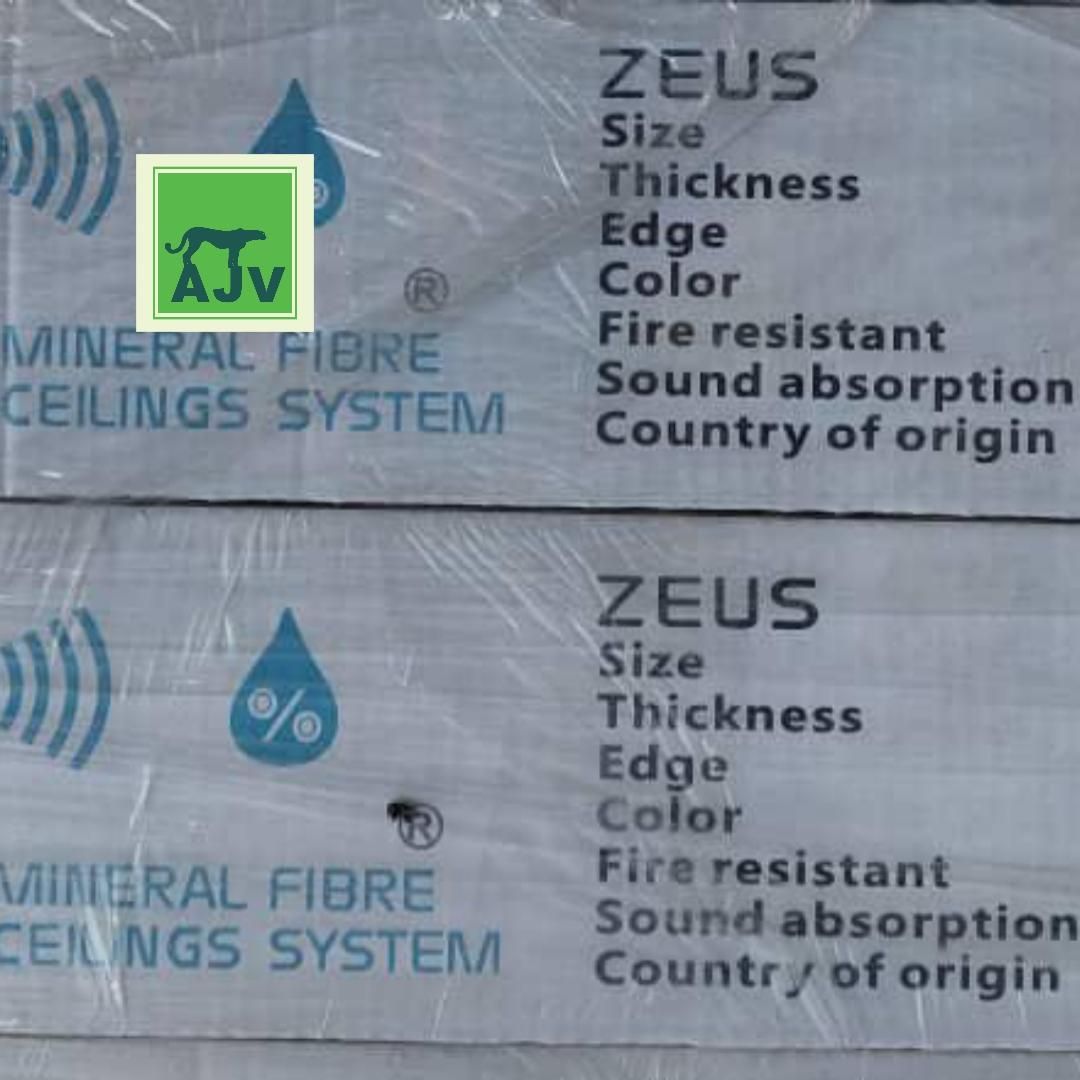 ZEUS
Size
Thickness
Edge
Color
Fire resistant
Sound absorption
Country of origin
AJV
®
MINERAL FIBRE
CEILINGS SYSTEM
ZEUS
Size
Thickness
Edge
Color
Fire resistant
Sound absorption
Country of origin
%
®
MINERAL FIBRE
CEILINGS SYSTEM